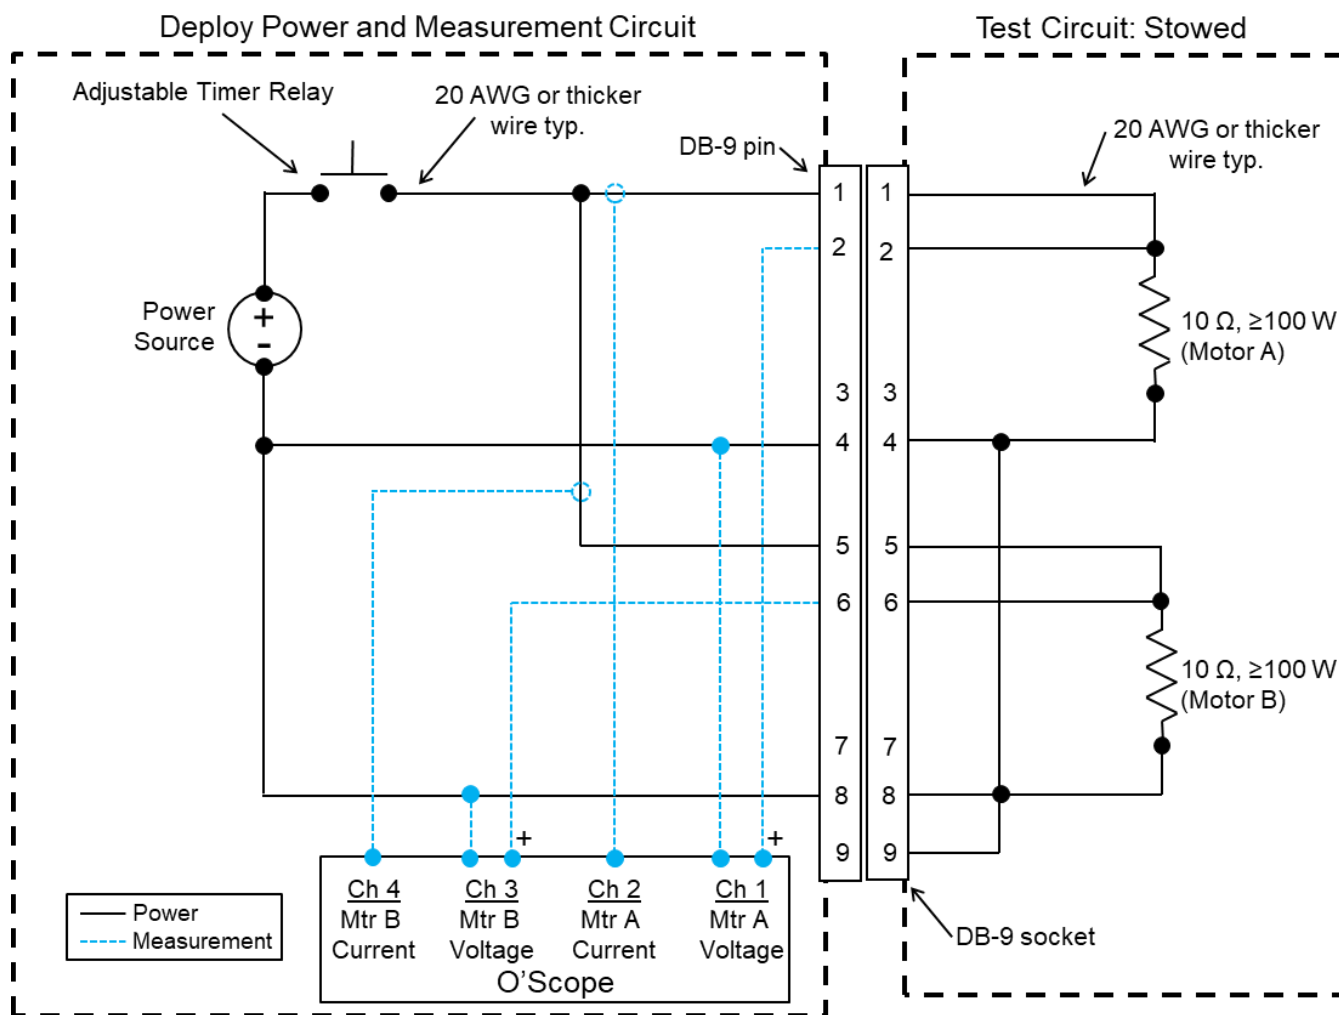 Deploy Power and Measurement Circuit
Test Circuit: Stowed
Adjustable Timer Relay
20 AWG or thicker
wire typ.
DB-9 pin
20 AWG or thicker
wire typ.
1
1
2
2
Power
Source
+
-
10 Ω, ≥100 W
(Motor A)
3
3
4
4
5
5
6
6
10 Ω, ≥100 W
(Motor B)
7
7
8
8
9
9
+
+
Ch 4
Mtr B
Current
Ch 3
Mtr B
Voltage
Ch 2
Mtr A
Current
Ch 1
Mtr A
Voltage
O'Scope
Power
Measurement
DB-9 socket